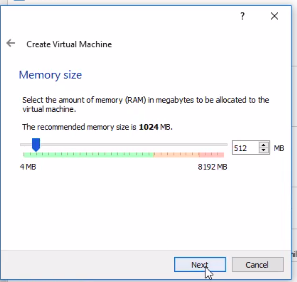 ? ✕
← Create Virtual Machine
Memory size
Select the amount of memory (RAM) in megabytes to be allocated to the
virtual machine.
The recommended memory size is 1024 MB.
512 MB
4 MB 8192 MB
Next Cancel